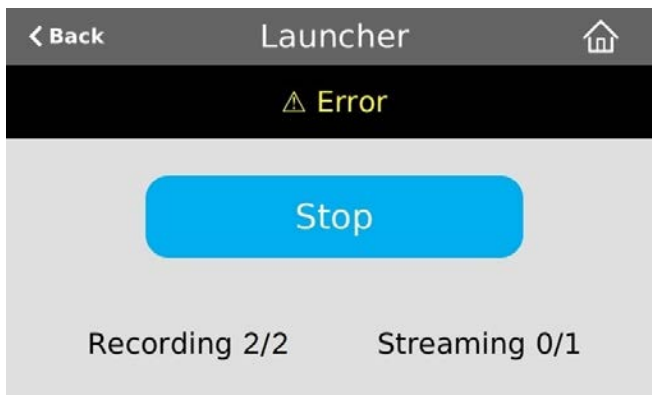 Back Launcher
⚠ Error
Stop
Recording 2/2 Streaming 0/1